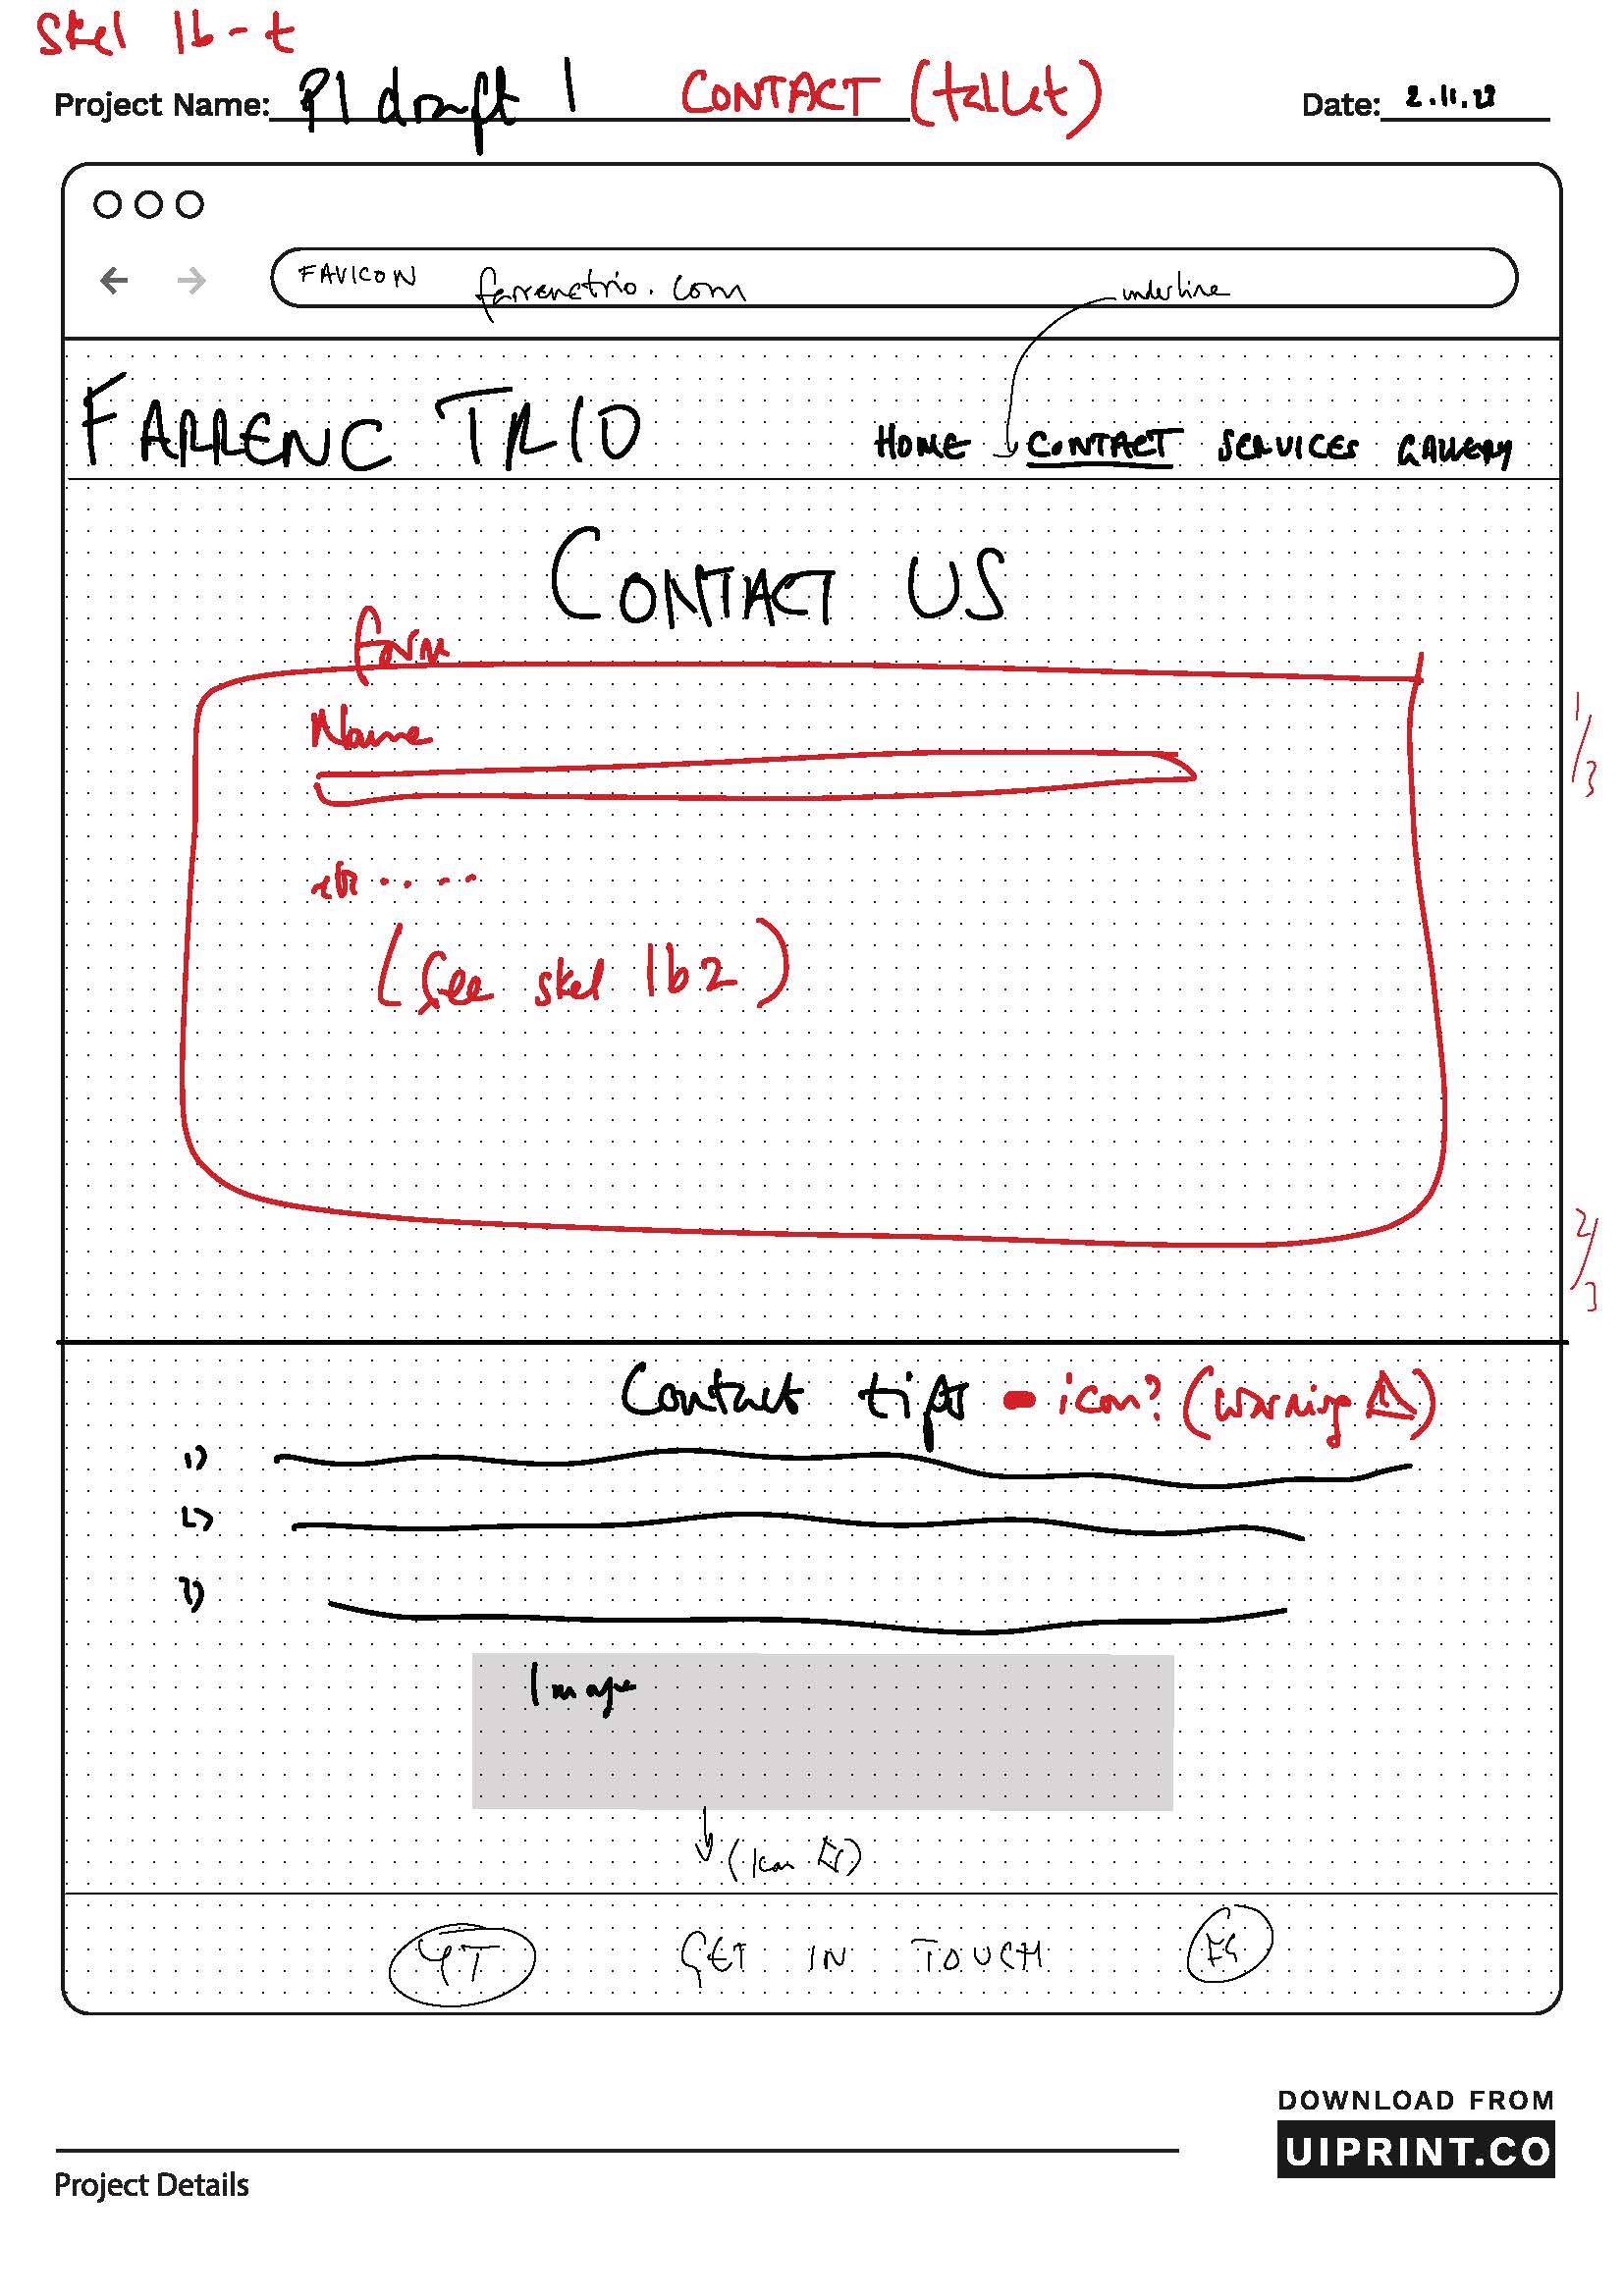 Skel 1b-t
Project Name: P1 draft 1 CONTACT (tablet) Date: 2.11.22
FAVICON farrenctrio.com underline
FARRENC TRIO HOME CONTACT SERVICES GALLERY
CONTACT US
form
Name
1/3
etc.....
(see skel 1b2)
2/3
Contact tips - icon? (warning ⚠)
1)
2)
3)
Image
(Icon
YT GET IN TOUCH
DOWNLOAD FROM
UIPRINT.CO
Project Details